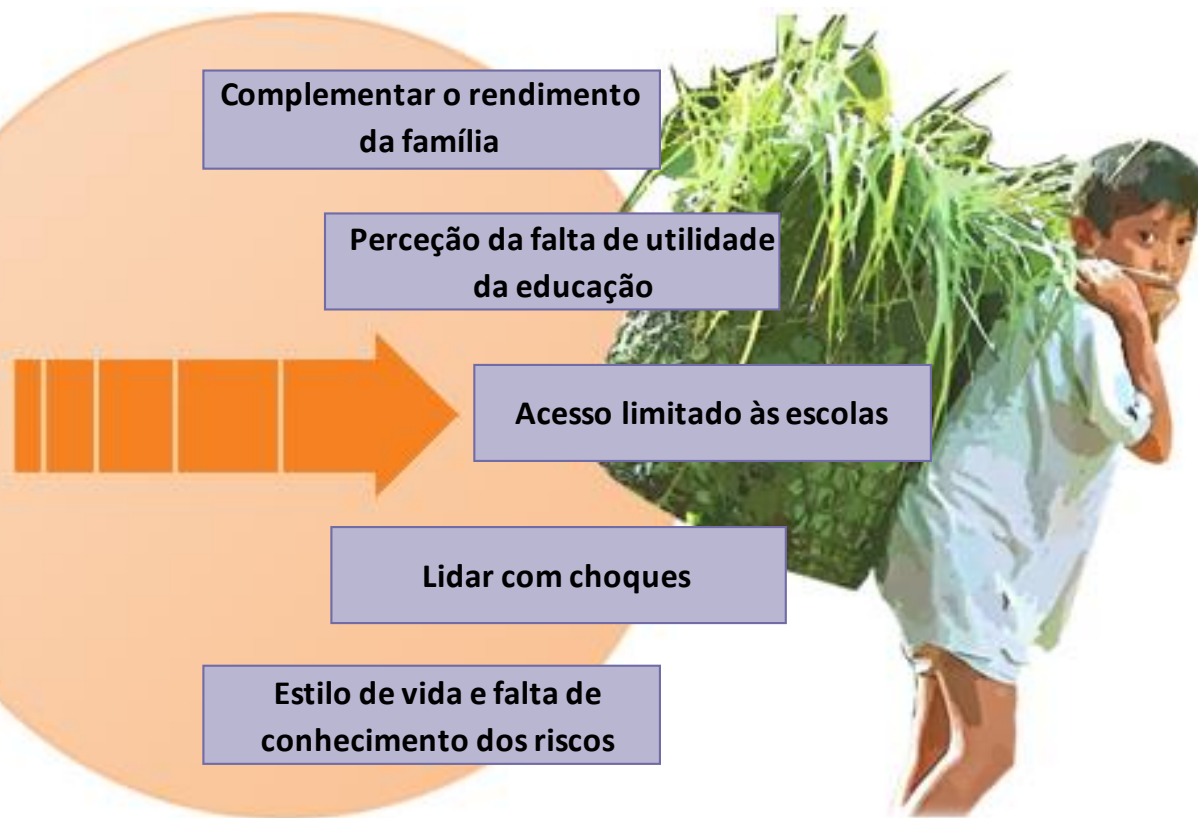 Complementar o rendimento
da família
Perceção da falta de utilidade
da educação
Acesso limitado às escolas
Lidar com choques
Estilo de vida e falta de
conhecimento dos riscos